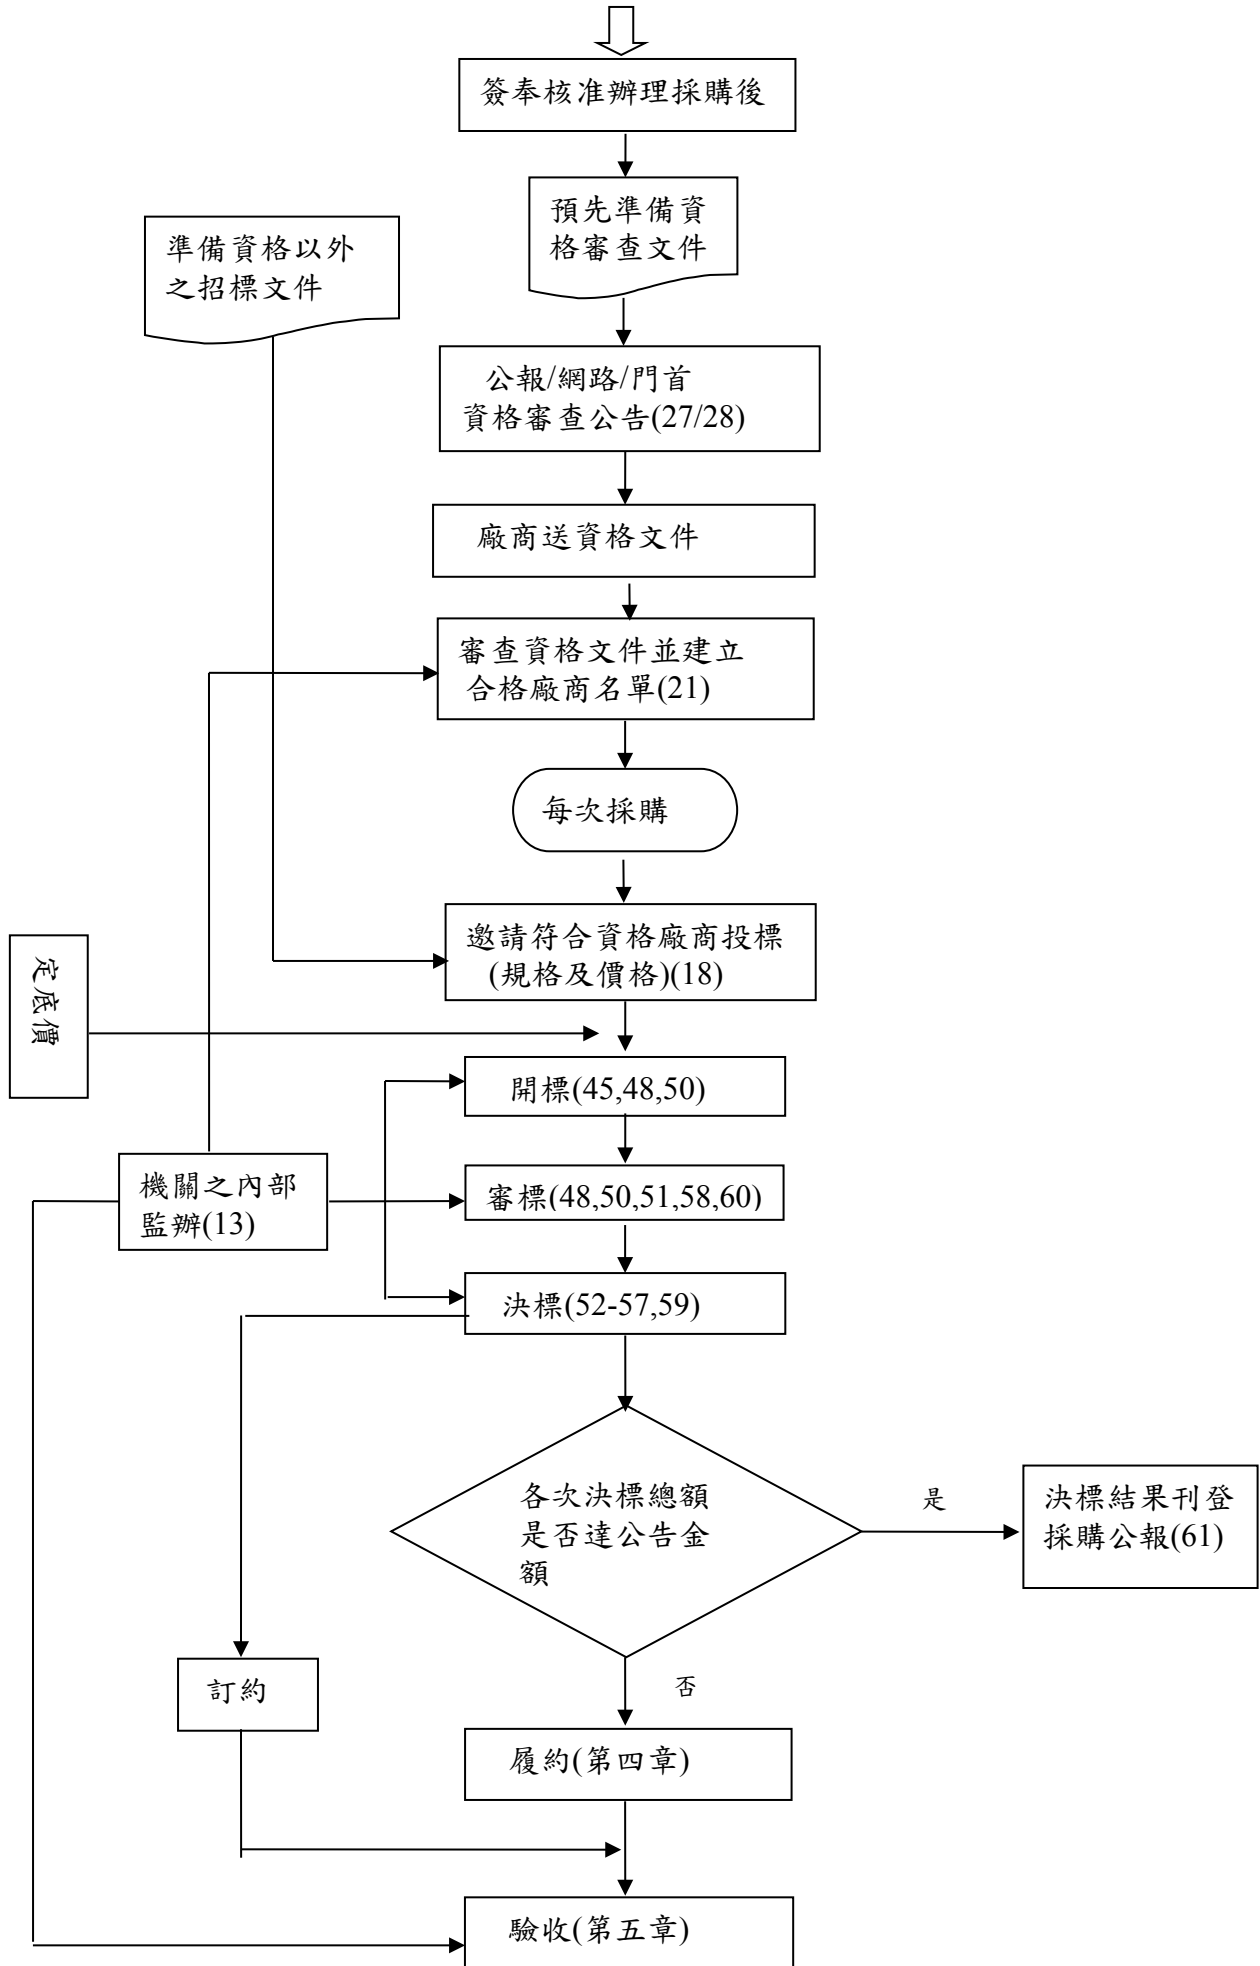 簽奉核准辦理採購後
預先準備資
格審查文件
準備資格以外
之招標文件
公報/網路/門首
資格審查公告(27/28)
廠商送資格文件
審查資格文件並建立
合格廠商名單(21)
每次採購
邀請符合資格廠商投標
(規格及價格)(18)
定底價
開標(45,48,50)
機關之內部
監辦(13)
審標(48,50,51,58,60)
決標(52-57,59)
各次決標總額
是否達公告金
額
是
決標結果刊登
採購公報(61)
訂約
否
履約(第四章)
驗收(第五章)